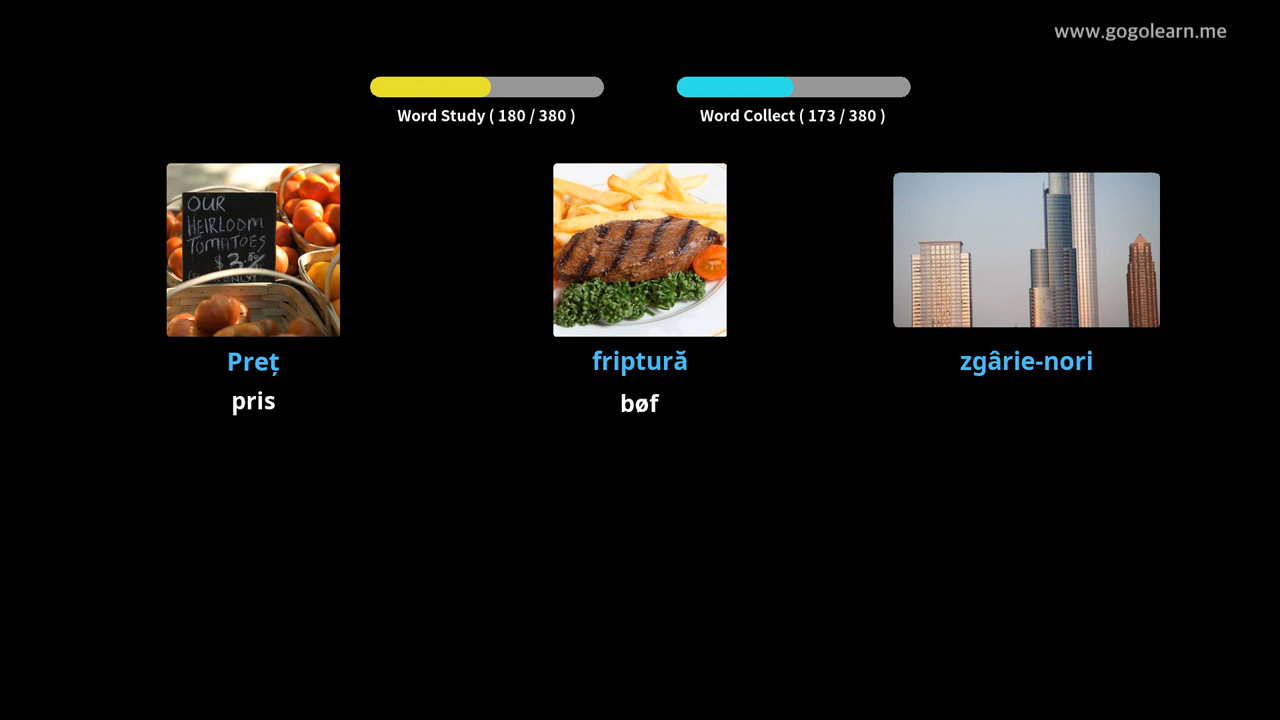 www.gogolearn.me
Word Study ( 180 / 380 )
Word Collect ( 173 / 380 )
OUR
HEIRLOOM
TOMATOES
Preț
pris
friptură
bøf
zgârie-nori